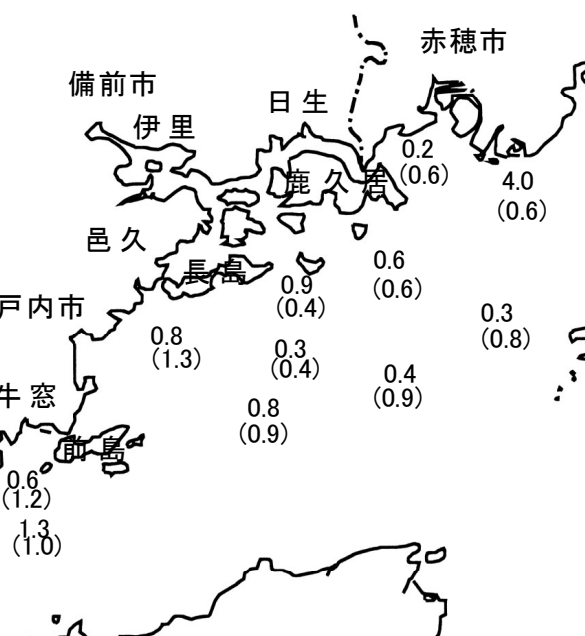 赤穂市
備前市
日生
伊里
0.2
(0.6)
鹿久居
4.0
(0.6)
邑久
長島
0.6
(0.6)
0.9
(0.4)
戸内市
0.3
(0.8)
0.8
(1.3)
0.3
(0.4)
0.4
(0.9)
牛窓
0.8
(0.9)
前島
0.6
(1.2)
1.3
(1.0)